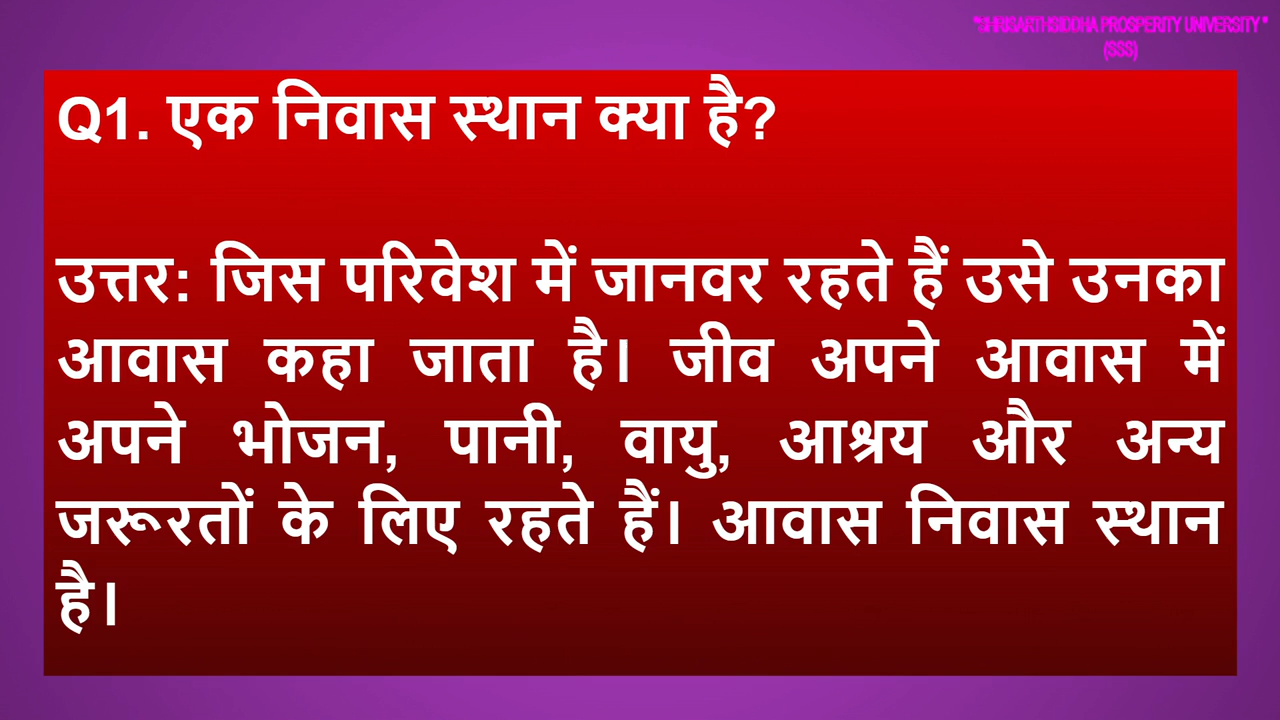 "SHRISARTHSIDDHA PROSPERITY UNIVERSITY"
(SSS)
Q1. एक निवास स्थान क्या है?
उत्तर: जिस परिवेश में जानवर रहते हैं उसे उनका
आवास कहा जाता है। जीव अपने आवास में
अपने भोजन, पानी, वायु, आश्रय और अन्य
जरूरतों के लिए रहते हैं। आवास निवास स्थान
है।